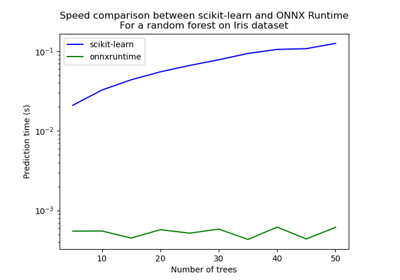 Speed comparison between scikit-learn and ONNX Runtime
For a random forest on Iris dataset
scikit-learn
onnxruntime
Prediction time (s)
10⁻¹
10⁻²
10⁻³
10 20 30 40 50
Number of trees